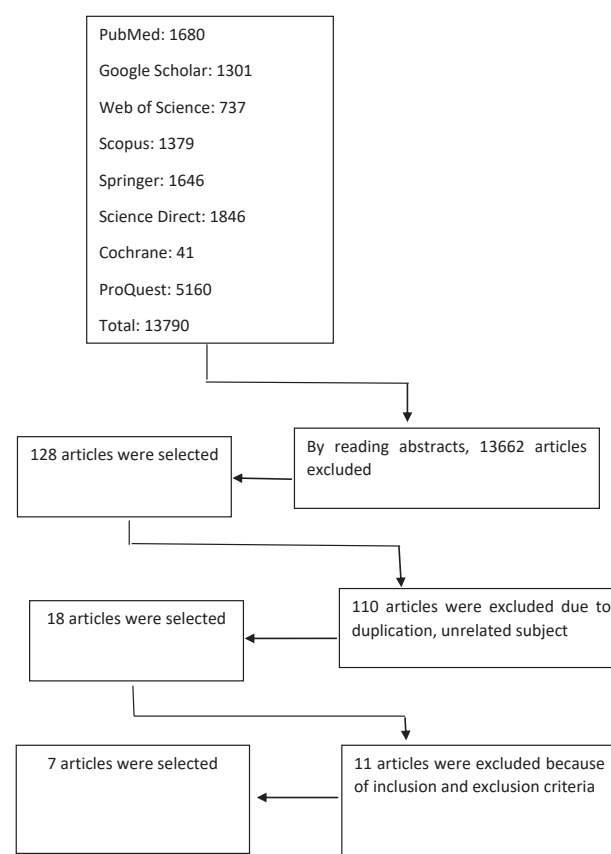 PubMed: 1680
Google Scholar: 1301
Web of Science: 737
Scopus: 1379
Springer: 1646
Science Direct: 1846
Cochrane: 41
ProQuest: 5160
Total: 13790
By reading abstracts, 13662 articles
excluded
128 articles were selected
110 articles were excluded due to
duplication, unrelated subject
18 articles were selected
11 articles were excluded because
of inclusion and exclusion criteria
7 articles were selected